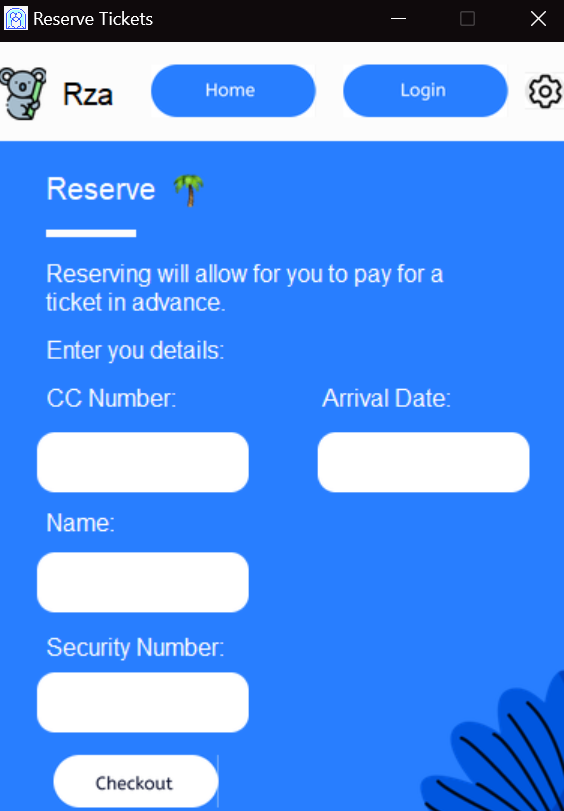 Reserve Tickets
Rza
Home
Login
Reserve
Reserving will allow for you to pay for a
ticket in advance.
Enter you details:
CC Number:
Arrival Date:
Name:
Security Number:
Checkout